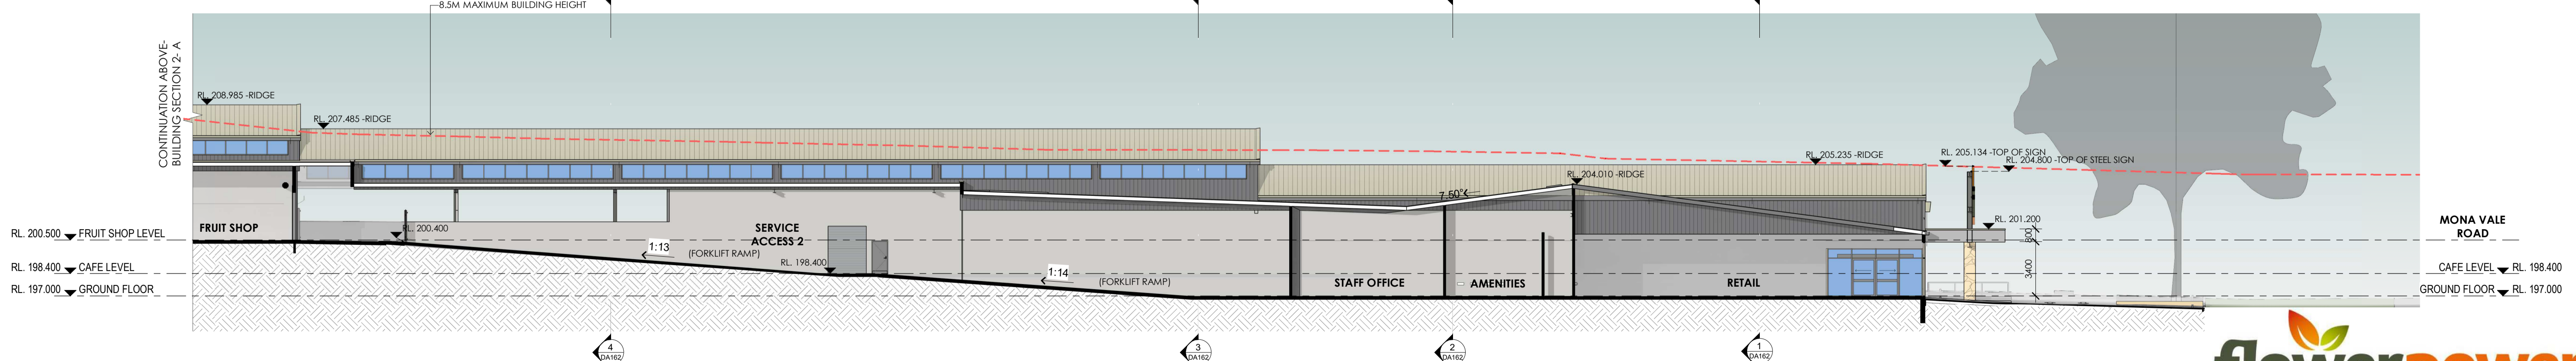 8.5M MAXIMUM BUILDING HEIGHT
CONTINUATION ABOVE-
BUILDING SECTION 2- A
RL. 208.985 -RIDGE
RL. 207.485 -RIDGE
RL. 205.235 -RIDGE
RL. 205.134 -TOP OF SIGN
RL. 204.800 -TOP OF STEEL SIGN
RL. 204.010 -RIDGE
7.50°
RL. 201.200
800
3400
MONA VALE
ROAD
FRUIT SHOP
RL. 200.400
SERVICE
ACCESS 2
RL. 200.500
FRUIT SHOP LEVEL
1:13
(FORKLIFT RAMP)
RL. 198.400
RL. 198.400
CAFE LEVEL
1:14
(FORKLIFT RAMP)
STAFF OFFICE
AMENITIES
RETAIL
CAFE LEVEL
RL. 198.400
RL. 197.000
GROUND FLOOR
GROUND FLOOR
RL. 197.000
4
DA162
3
DA162
2
DA162
1
DA162
flowerpower